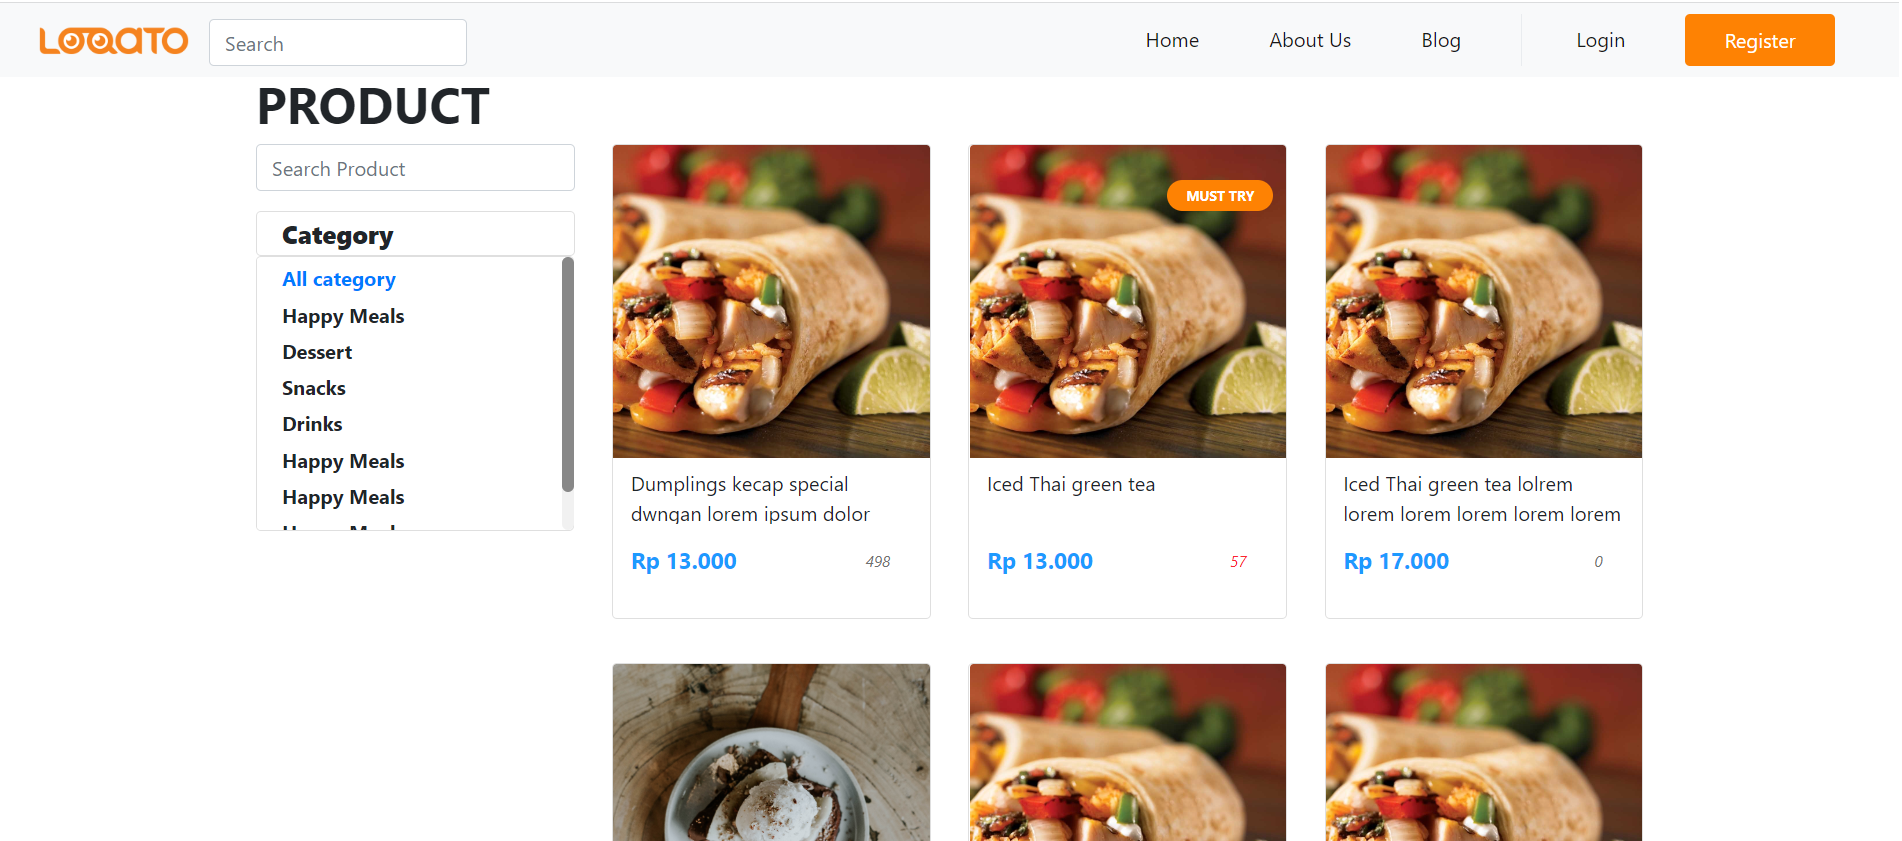 LOQATO
Search
Home
About Us
Blog
Login
Register
PRODUCT
Search Product
Category
All category
Happy Meals
Dessert
Snacks
Drinks
Happy Meals
Happy Meals
Happy Meals
Dumplings kecap special
dwngan lorem ipsum dolor
Rp 13.000
498
MUST TRY
Iced Thai green tea
Rp 13.000
57
Iced Thai green tea lolrem
lorem lorem lorem lorem lorem
Rp 17.000
0